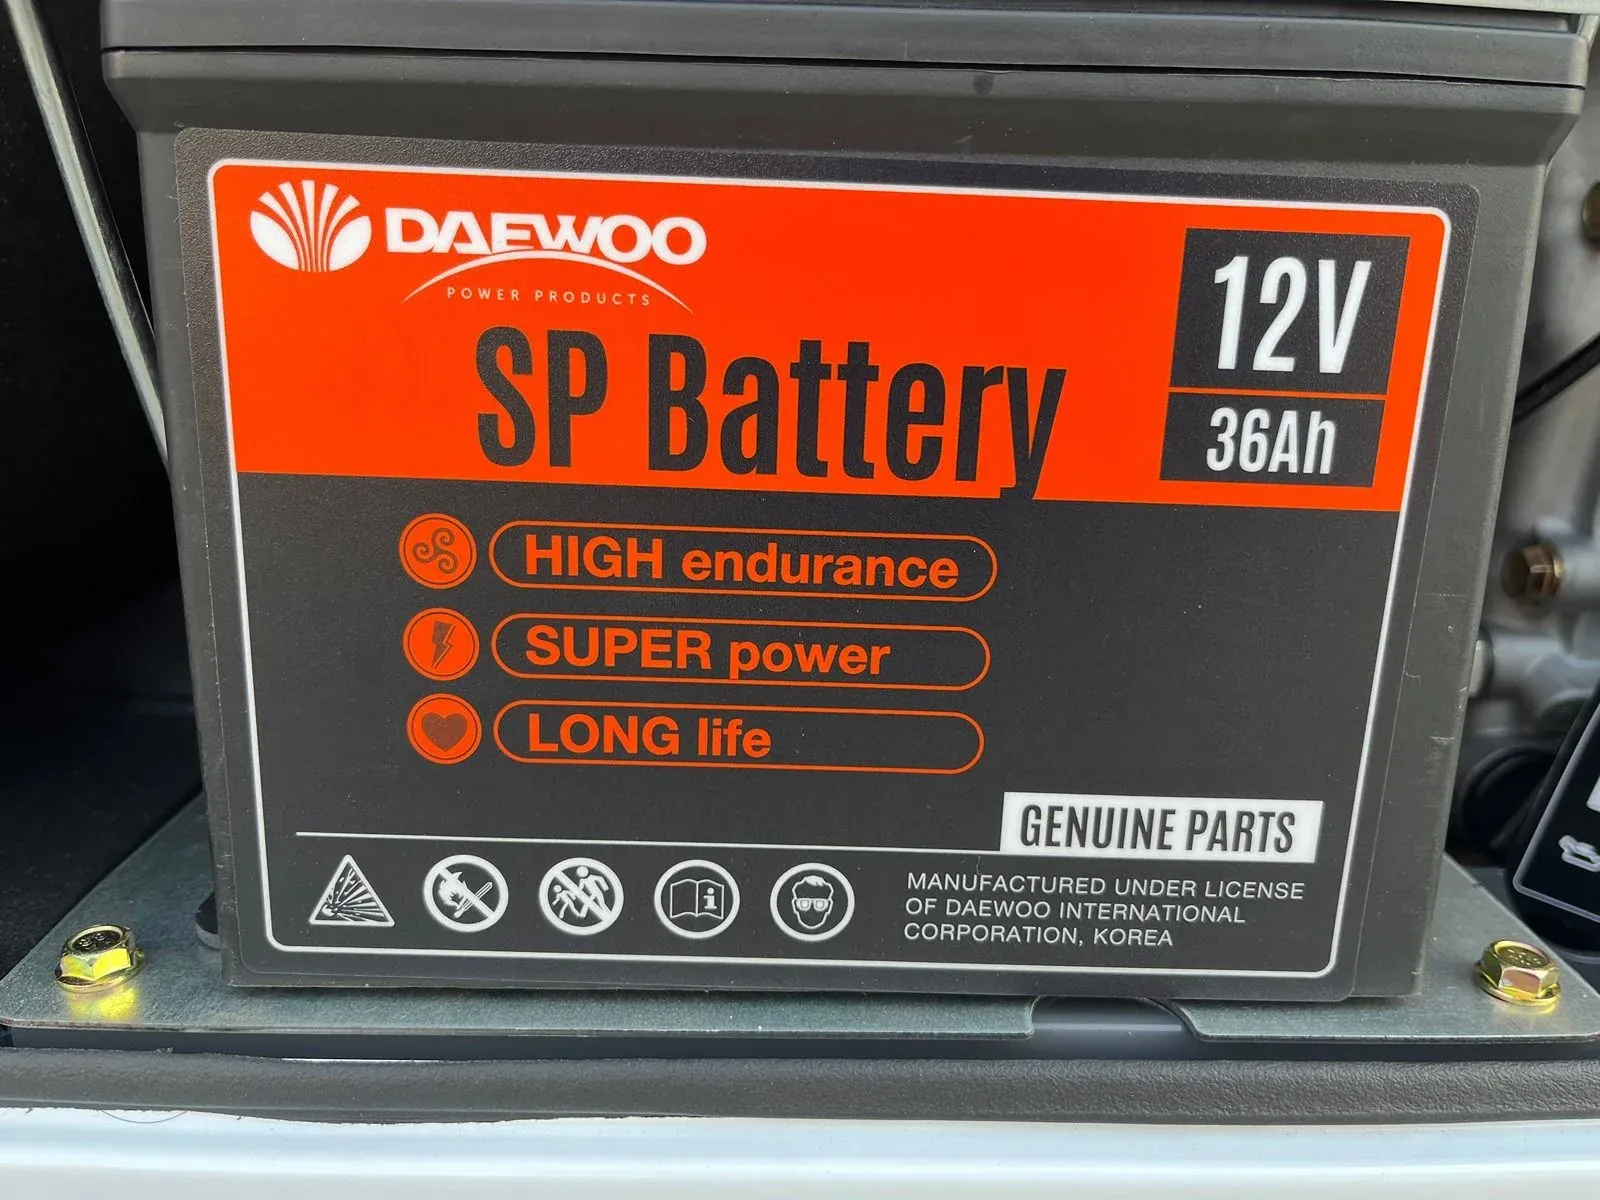 DAEWOO
POWER PRODUCTS
SP Battery
12V
36Ah
HIGH endurance
SUPER power
LONG life
GENUINE PARTS
MANUFACTURED UNDER LICENSE
OF DAEWOO INTERNATIONAL
CORPORATION, KOREA